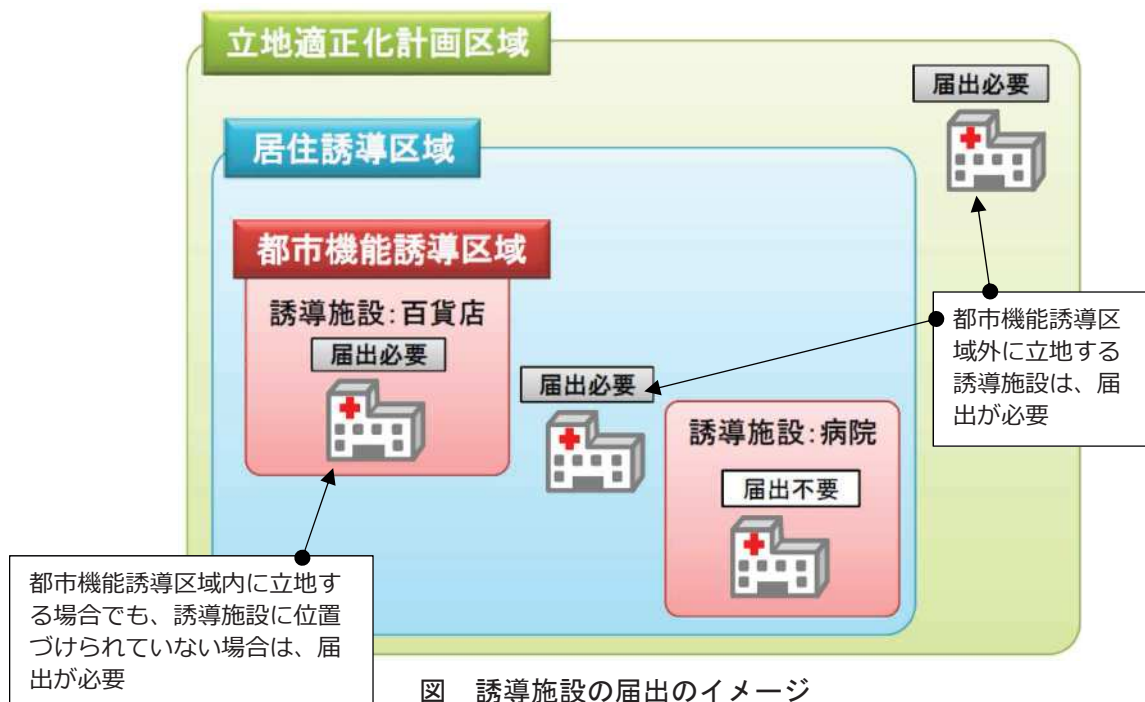 立地適正化計画区域
届出必要
居住誘導区域
都市機能誘導区域
誘導施設:百貨店
届出必要
届出必要
誘導施設:病院
届出不要
都市機能誘導区
域外に立地する
誘導施設は、届
出が必要
都市機能誘導区域内に立地す
る場合でも、誘導施設に位置
づけられていない場合は、届
出が必要
図 誘導施設の届出のイメージ